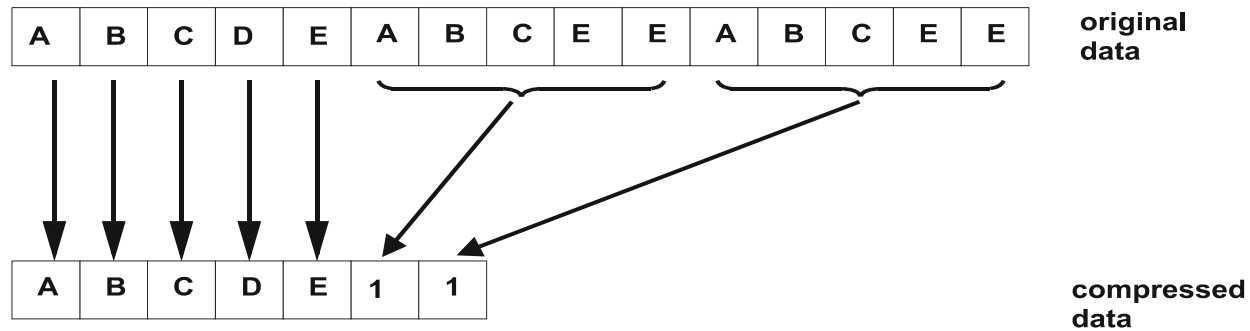 A B C D E A B C E E A B C E E
original
data
A B C D E 1 1
compressed
data